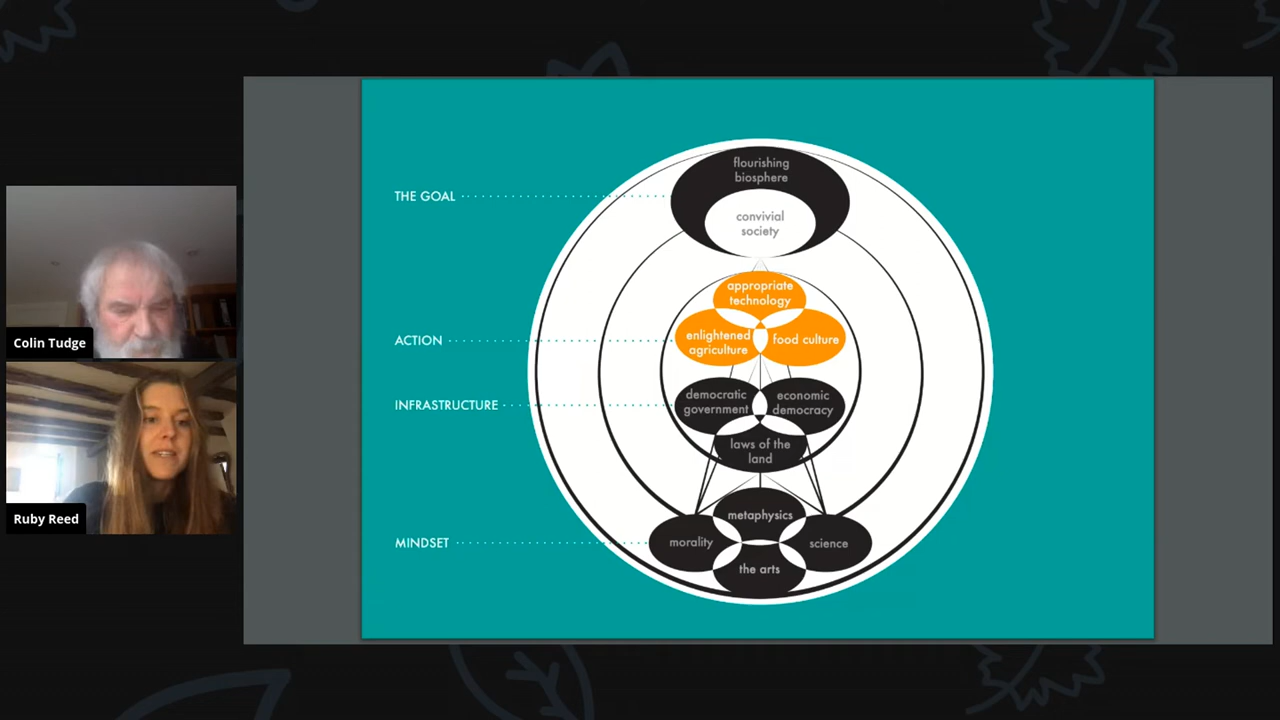 flourishing
biosphere
THE GOAL
convivial
society
appropriate
technology
ACTION
enlightened
agriculture
food culture
INFRASTRUCTURE
democratic
government
economic
democracy
laws of the
land
metaphysics
MINDSET
morality
science
the arts
Colin Tudge
Ruby Reed